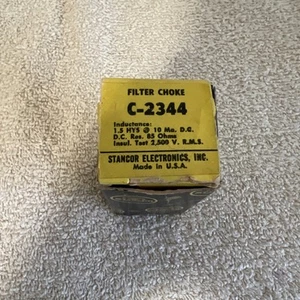 FILTER CHOKE
C-2344
Inductance:
1.5 HYS @ 10 Ma. D.C.
D.C. Res. 85 Ohms
Insul. Test 2,500 V. R.M.S.
STANCOR ELECTRONICS, INC.
Made in U.S.A.